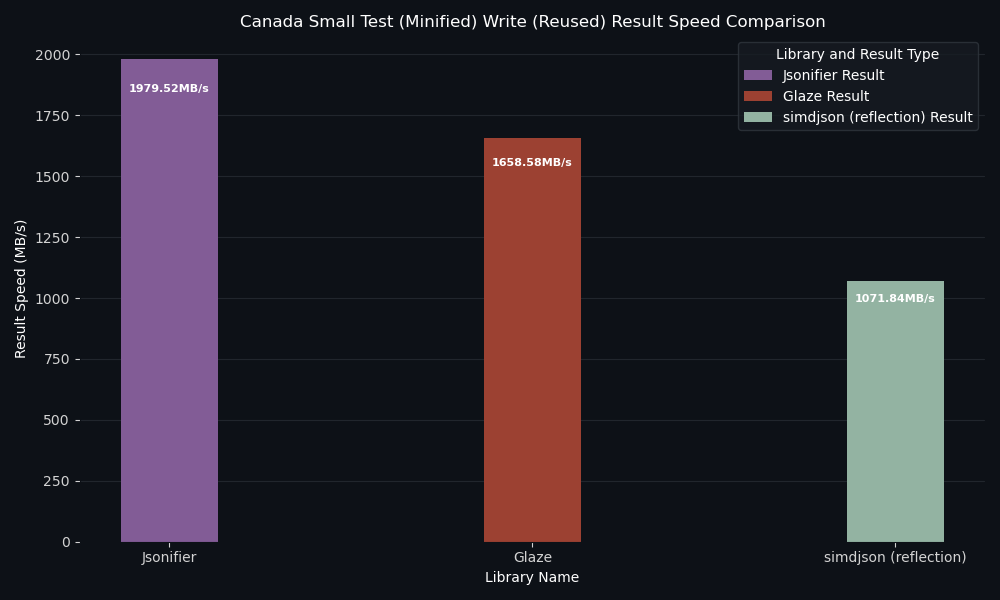 Canada Small Test (Minified) Write (Reused) Result Speed Comparison
Library and Result Type
Jsonifier Result
Glaze Result
simdjson (reflection) Result
Result Speed (MB/s)
2000
1750
1500
1250
1000
750
500
250
0
1979.52MB/s
1658.58MB/s
1071.84MB/s
Jsonifier
Glaze
simdjson (reflection)
Library Name